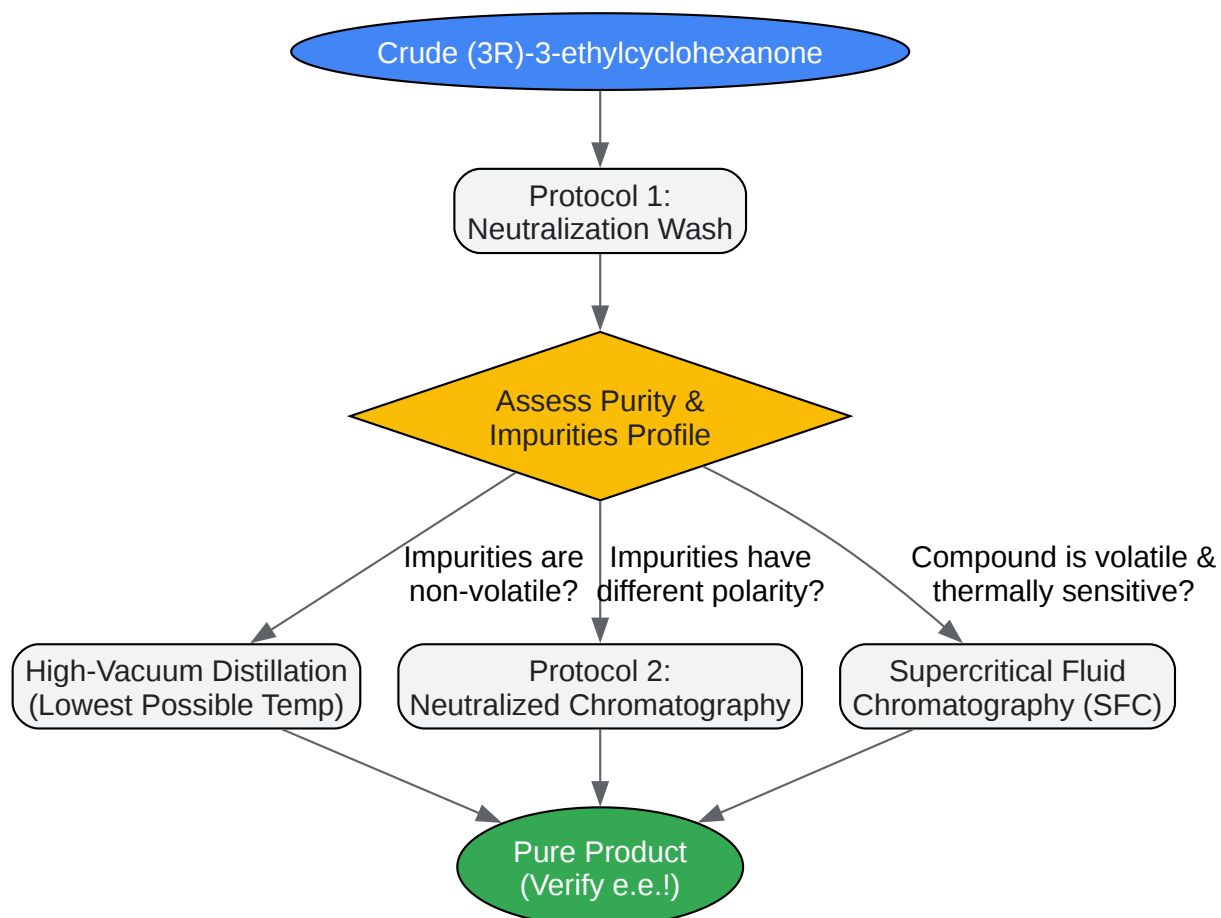 Crude (3R)-3-ethylcyclohexanone
Protocol 1:
Neutralization Wash
Assess Purity &
Impurities Profile
Impurities are
non-volatile?
Impurities have
different polarity?
Compound is volatile &
thermally sensitive?
High-Vacuum Distillation
(Lowest Possible Temp)
Protocol 2:
Neutralized Chromatography
Supercritical Fluid
Chromatography (SFC)
Pure Product
(Verify e.e.!)